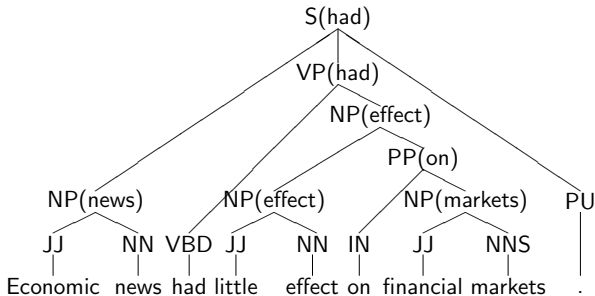 S(had)
VP(had)
NP(effect)
PP(on)
NP(news) NP(effect) NP(markets) PU
JJ NN VBD JJ NN IN JJ NNS
Economic news had little effect on financial markets .